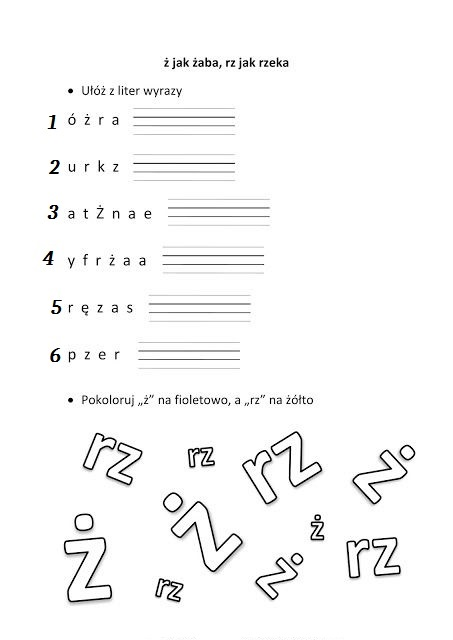 ż jak żaba, rz jak rzeka
• Ułóż z liter wyrazy
1 ó ż r a
2 u r k z
3 a t Ż n a e
4 y f r ż a a
5 r ę z a s
6 p z e r
• Pokoloruj „ż” na fioletowo, a „rz” na żółto
rz rz rz ż
ż ż ż rz
rz ż